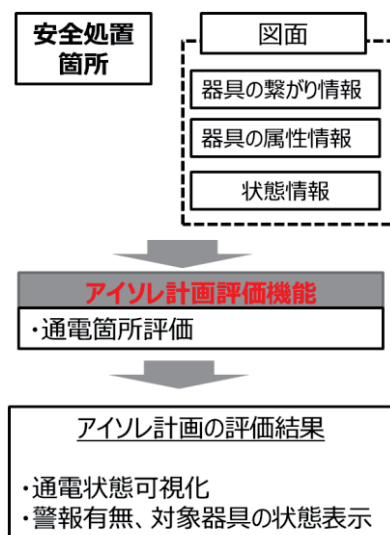 安全処置
箇所
図面
器具の繋がり情報
器具の属性情報
状態情報
アイソレ計画評価機能
・通電箇所評価
アイソレ計画の評価結果
・通電状態可視化
・警報有無、対象器具の状態表示